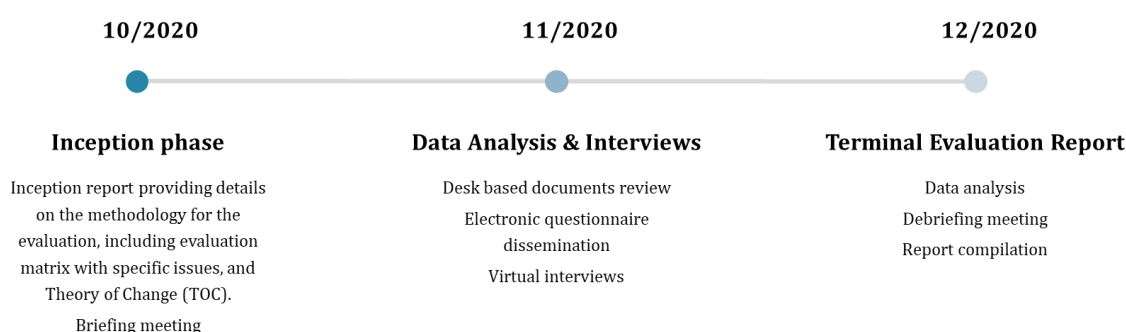 10/2020
11/2020
12/2020
Inception phase
Inception report providing details
on the methodology for the
evaluation, including evaluation
matrix with specific issues, and
Theory of Change (TOC).
Briefing meeting
Data Analysis & Interviews
Desk based documents review
Electronic questionnaire
dissemination
Virtual interviews
Terminal Evaluation Report
Data analysis
Debriefing meeting
Report compilation